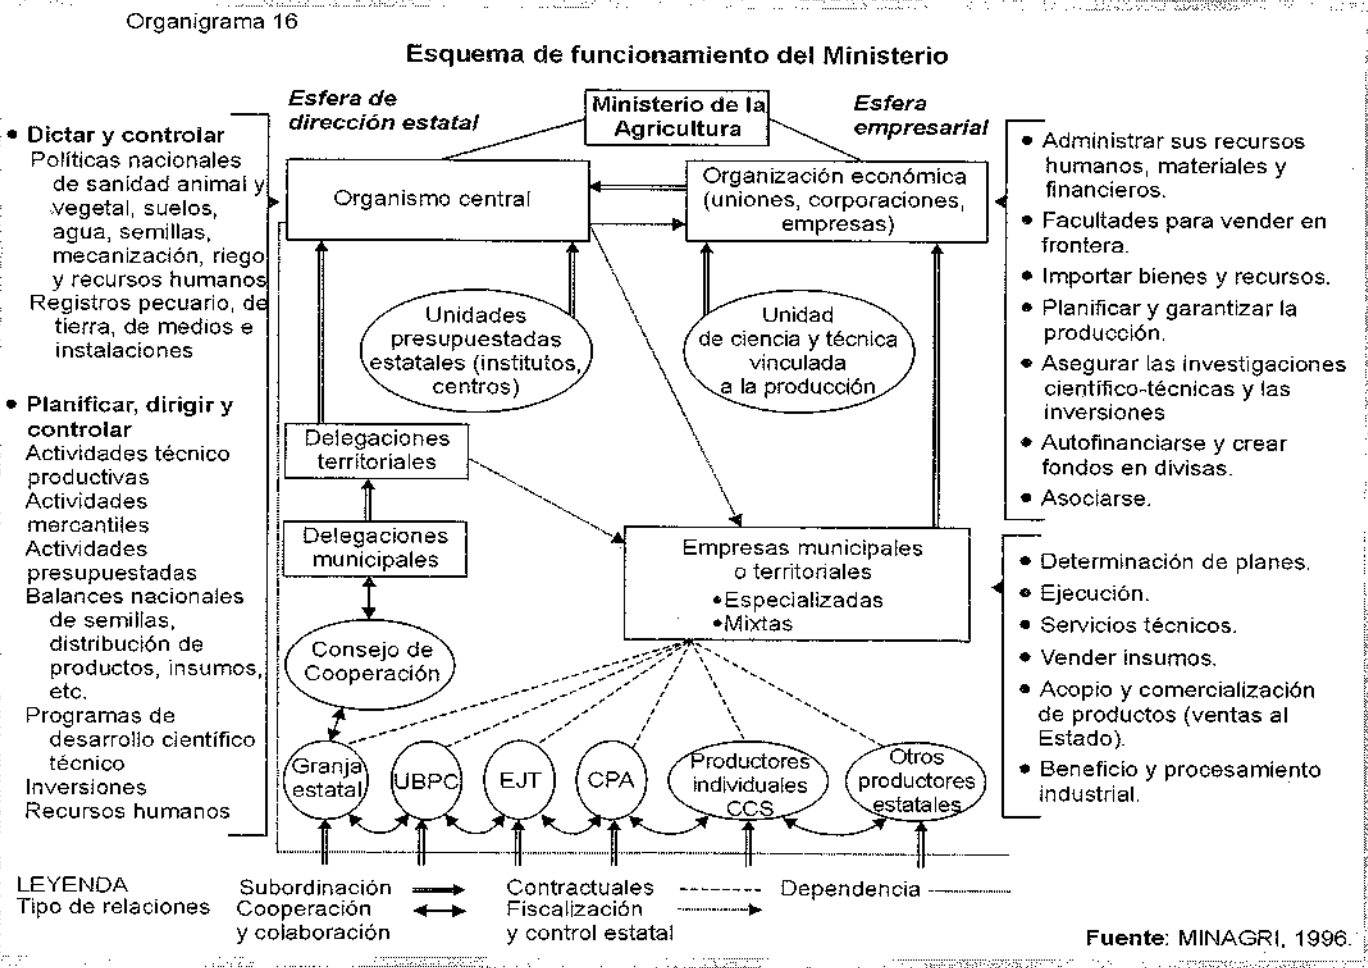 Organigrama 16
Esquema de funcionamiento del Ministerio
Esfera de
dirección estatal
Ministerio de la
Agricultura
Esfera
empresarial
• Dictar y controlar
Políticas nacionales
de sanidad animal y
vegetal, suelos,
agua, semillas,
mecanización, riego
y recursos humanos
Registros pecuario, de
tierra, de medios e
instalaciones
• Planificar, dirigir y
controlar
Actividades técnico
productivas
Actividades
mercantiles
Actividades
presupuestadas
Balances nacionales
de semillas,
distribución de
productos, insumos,
etc.
Programas de
desarrollo científico
técnico
Inversiones
Recursos humanos
Organismo central
Organización económica
(uniones, corporaciones,
empresas)
Unidades
presupuestadas
estatales (institutos,
centros)
Unidad
de ciencia y técnica
vinculada
a la producción
Delegaciones
territoriales
Delegaciones
municipales
Empresas municipales
o territoriales
•Especializadas
•Mixtas
Consejo de
Cooperación
Granja
estatal
UBPC
EJT
CPA
Productores
individuales
CCS
Otros
productores
estatales
• Administrar sus recursos
humanos, materiales y
financieros.
• Facultades para vender en
frontera.
• Importar bienes y recursos.
• Planificar y garantizar la
producción.
• Asegurar las investigaciones
científico-técnicas y las
inversiones
• Autofinanciarse y crear
fondos en divisas.
• Asociarse.
• Determinación de planes.
• Ejecución.
• Servicios técnicos.
• Vender insumos.
• Acopio y comercialización
de productos (ventas al
Estado).
• Beneficio y procesamiento
industrial.
LEYENDA
Tipo de relaciones
Subordinación
Cooperación
y colaboración
Contractuales
Fiscalización
y control estatal
Dependencia
Fuente: MINAGRI, 1996.